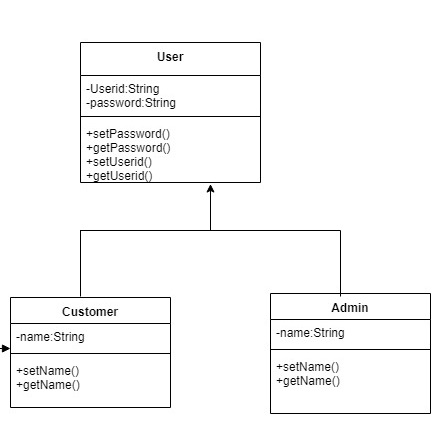 User
-Userid:String
-password:String
+setPassword()
+getPassword()
+setUserid()
+getUserid()
Customer
-name:String
+setName()
+getName()
Admin
-name:String
+setName()
+getName()